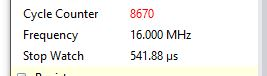 Cycle Counter 8670
Frequency 16.000 MHz
Stop Watch 541.88 µs